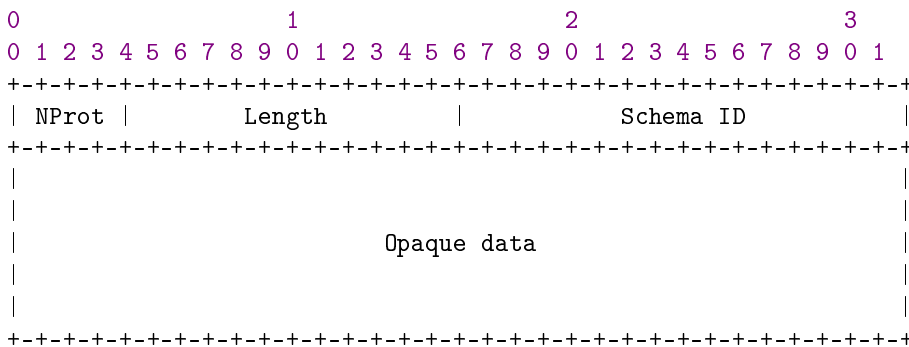 0                   1                   2                   3
0 1 2 3 4 5 6 7 8 9 0 1 2 3 4 5 6 7 8 9 0 1 2 3 4 5 6 7 8 9 0 1
+-+-+-+-+-+-+-+-+-+-+-+-+-+-+-+-+-+-+-+-+-+-+-+-+-+-+-+-+-+-+-+-+
| NProt |        Length         |           Schema ID           |
+-+-+-+-+-+-+-+-+-+-+-+-+-+-+-+-+-+-+-+-+-+-+-+-+-+-+-+-+-+-+-+-+
|                                                               |
|                                                               |
|                          Opaque data                          |
|                                                               |
|                                                               |
+-+-+-+-+-+-+-+-+-+-+-+-+-+-+-+-+-+-+-+-+-+-+-+-+-+-+-+-+-+-+-+-+